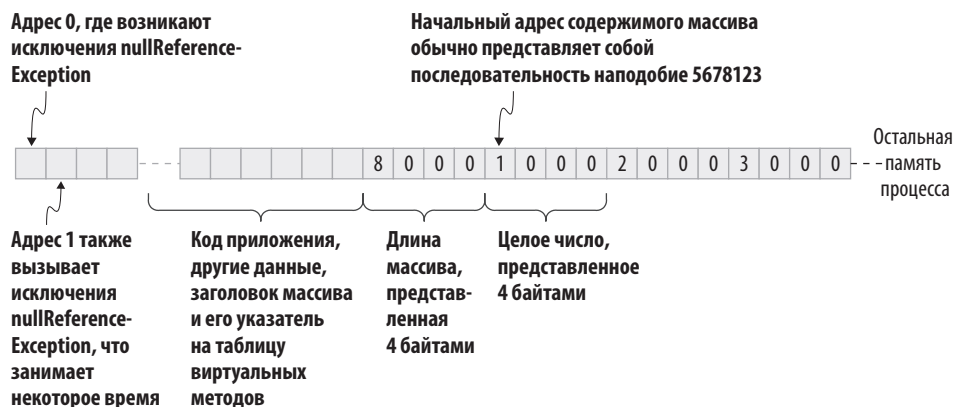 Адрес 0, где возникают
исключения nullReference-
Exception
Начальный адрес содержимого массива
обычно представляет собой
последовательность наподобие 5678123
8 0 0 0 1 0 0 0 2 0 0 0 3 0 0 0
Остальная
память
процесса
Адрес 1 также
вызывает
исключения
nullReference-
Exception, что
занимает
некоторое время
Код приложения,
другие данные,
заголовок массива
и его указатель
на таблицу
виртуальных
методов
Длина
массива,
представ-
ленная
4 байтами
Целое число,
представленное
4 байтами